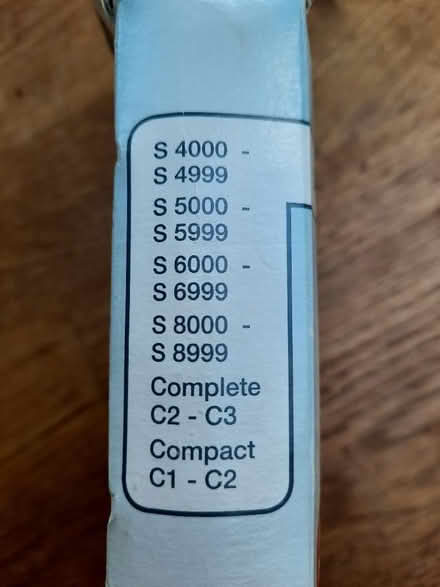 S 4000 -
S 4999
S 5000 -
S 5999
S 6000 -
S 6999
S 8000 -
S 8999
Complete
C2 - C3
Compact
C1 - C2